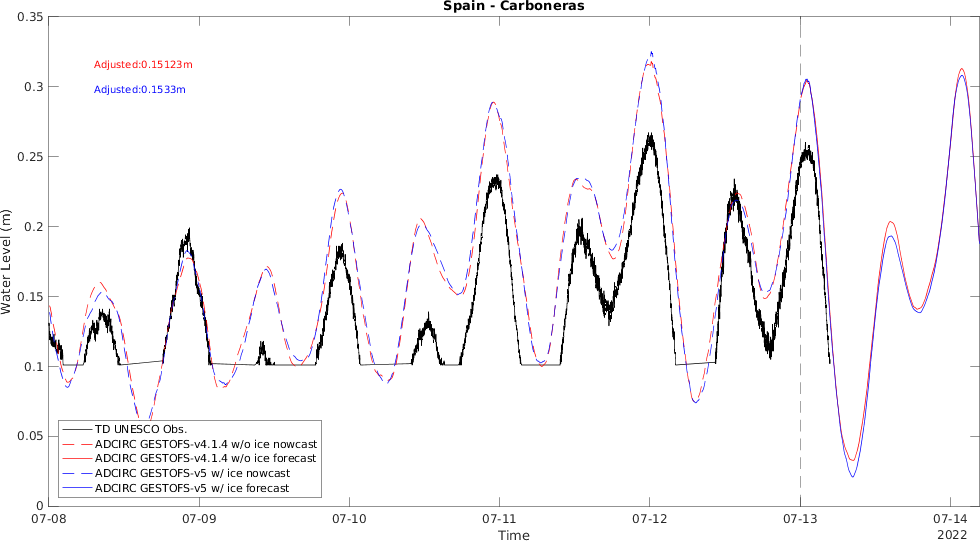 Spain - Carboneras
0.35
0.3
0.25
0.2
0.15
0.1
0.05
0
Water Level (m)
Adjusted:0.15123m
Adjusted:0.1533m
TD UNESCO Obs.
ADCIRC GESTOFS-v4.1.4 w/o ice nowcast
ADCIRC GESTOFS-v4.1.4 w/o ice forecast
ADCIRC GESTOFS-v5 w/ ice nowcast
ADCIRC GESTOFS-v5 w/ ice forecast
07-08 07-09 07-10 07-11 07-12 07-13 07-14
Time 2022